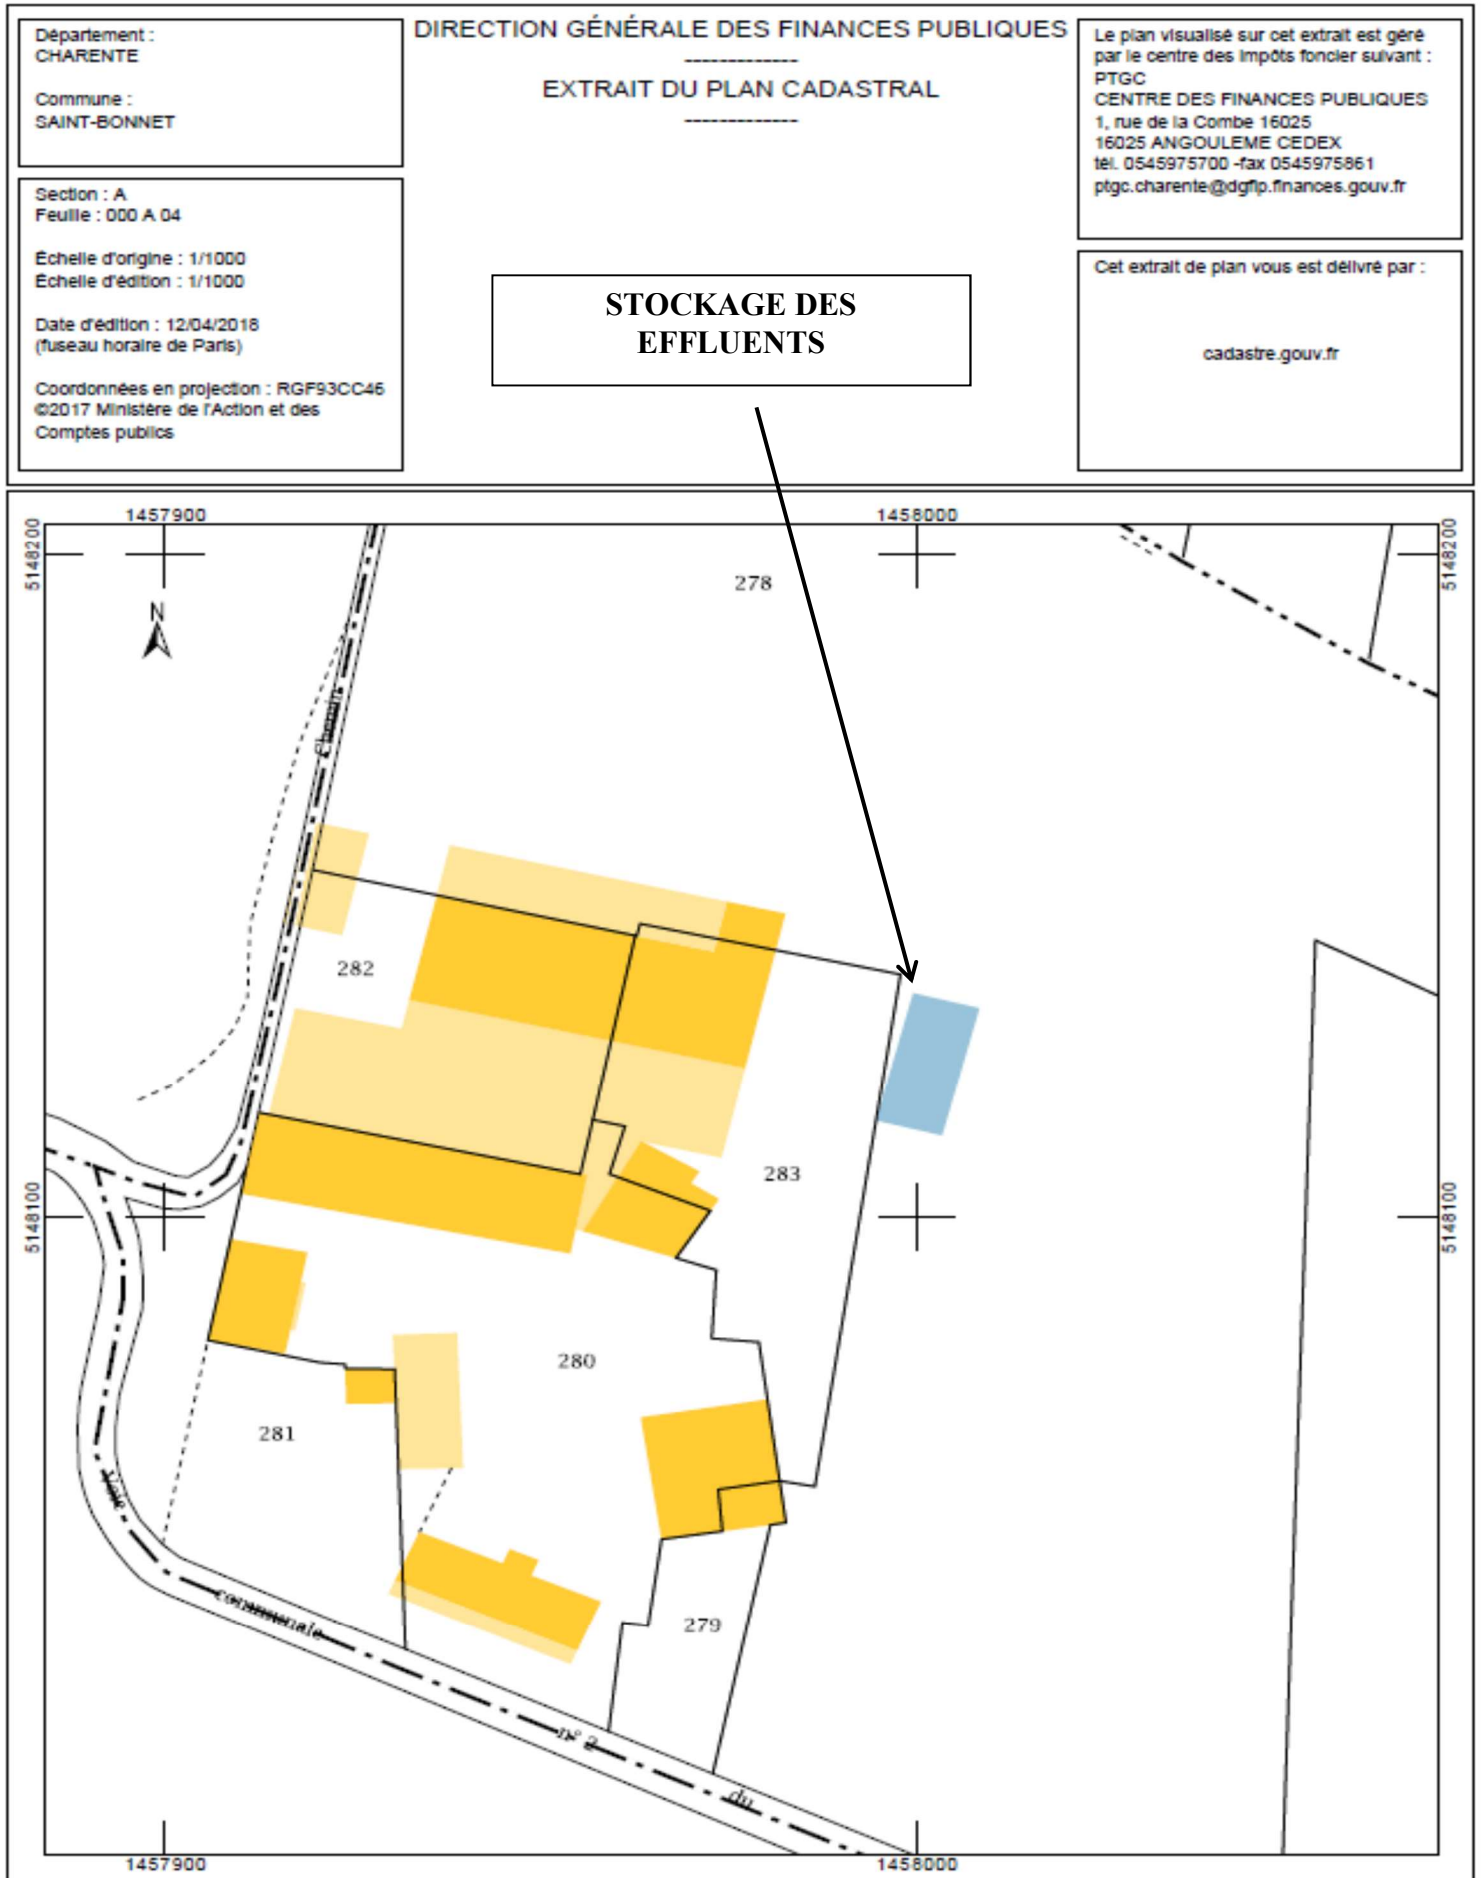 Département :
CHARENTE
Commune :
SAINT-BONNET
Section : A
Feuille : 000 A 04
Échelle d'origine : 1/1000
Échelle d'édition : 1/1000
Date d'édition : 12/04/2018
(fuseau horaire de Paris)
Coordonnées en projection : RGF93CC46
©2017 Ministère de l'Action et des
Comptes publics
DIRECTION GÉNÉRALE DES FINANCES PUBLIQUES
-------------
EXTRAIT DU PLAN CADASTRAL
-------------
STOCKAGE DES
EFFLUENTS
Le plan visualisé sur cet extrait est géré
par le centre des impôts foncier suivant :
PTGC
CENTRE DES FINANCES PUBLIQUES
1, rue de la Combe 16025
16025 ANGOULEME CEDEX
tél. 0545975700 -fax 0545975861
ptgc.charente@dgfip.finances.gouv.fr
Cet extrait de plan vous est délivré par :
cadastre.gouv.fr
1457900
1458000
5148200
5148200
N
278
Chemin
282
283
5148100
5148100
280
281
Voie
communale
279
n° 2
du
1457900
1458000